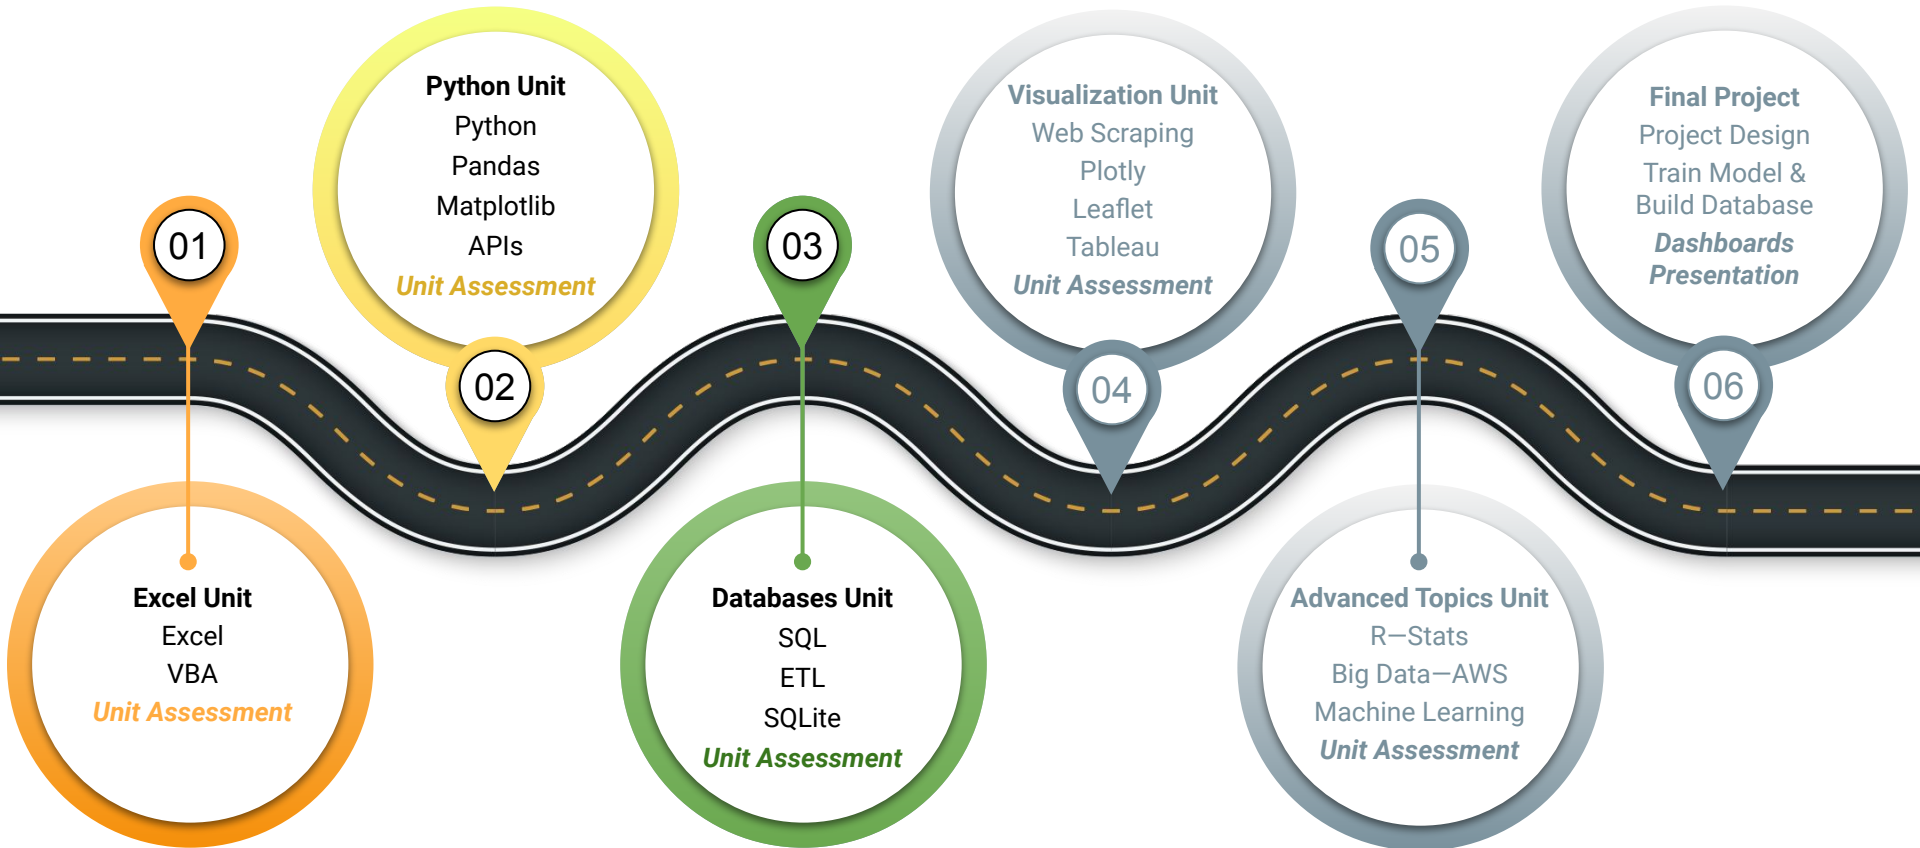 01
Excel Unit
Excel
VBA
Unit Assessment
Python Unit
Python
Pandas
Matplotlib
APIs
Unit Assessment
02
03
Databases Unit
SQL
ETL
SQLite
Unit Assessment
Visualization Unit
Web Scraping
Plotly
Leaflet
Tableau
Unit Assessment
04
05
Advanced Topics Unit
R—Stats
Big Data—AWS
Machine Learning
Unit Assessment
Final Project
Project Design
Train Model &
Build Database
Dashboards
Presentation
06